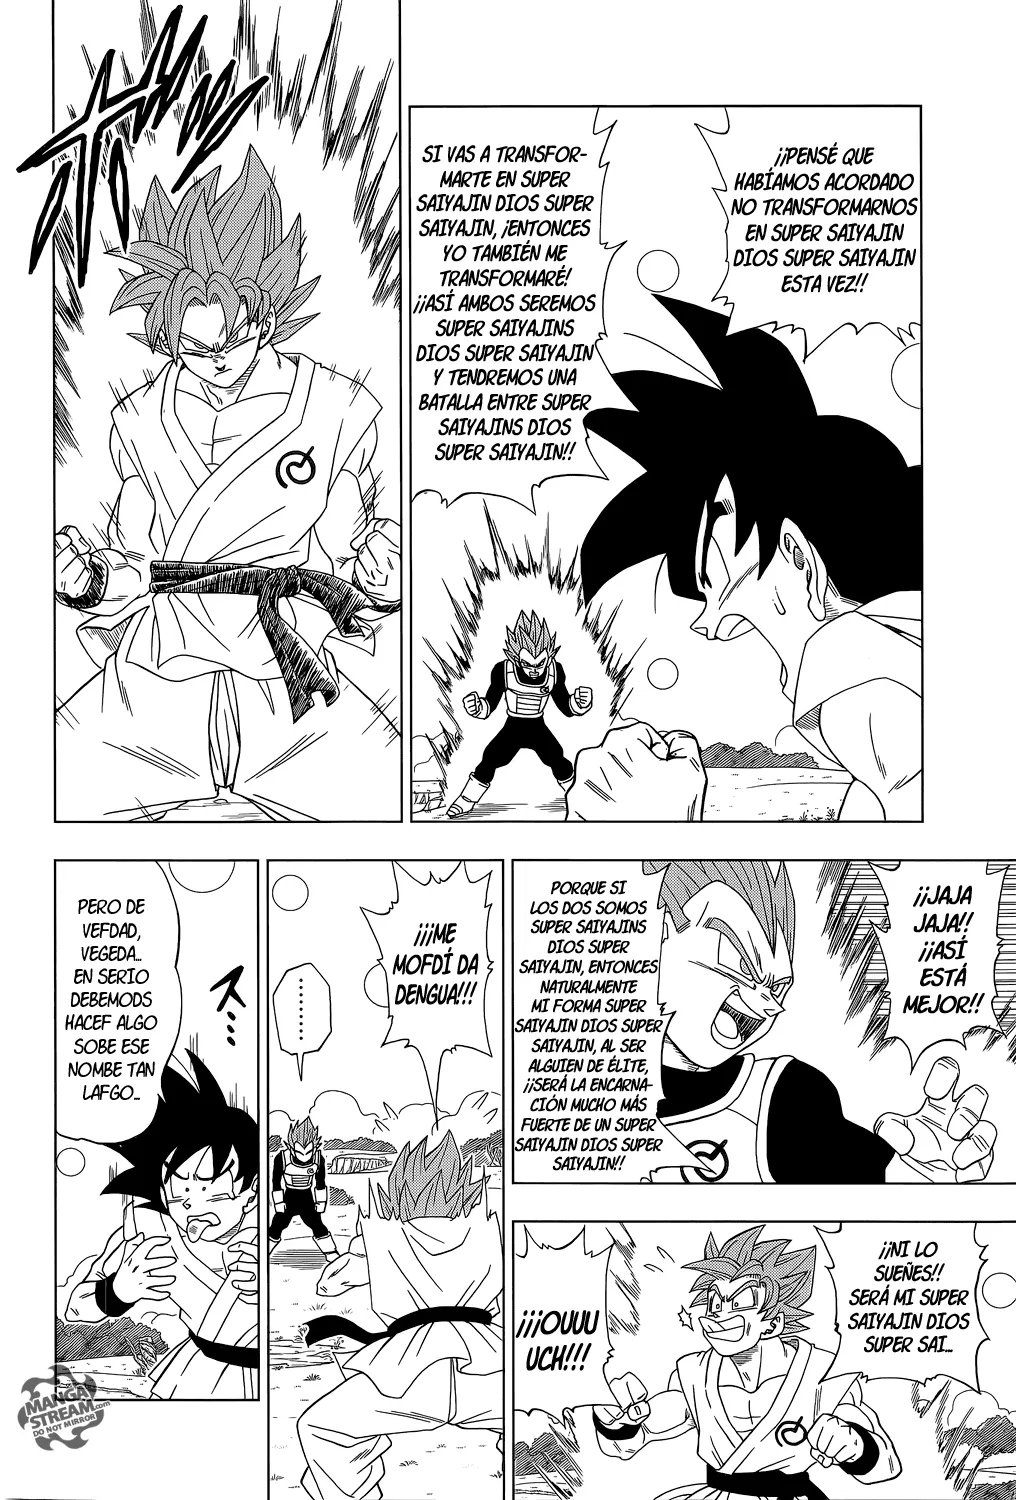 ¡¡PENSÉ QUE
HABÍAMOS ACORDADO
NO TRANSFORMARNOS
EN SUPER SAIYAJIN
DIOS SUPER SAIYAJIN
ESTA VEZ!!
SI VAS A TRANSFOR-
MARTE EN SUPER
SAIYAJIN DIOS SUPER
SAIYAJIN, ¡ENTONCES
YO TAMBIÉN ME
TRANSFORMARÉ!
¡¡ASÍ AMBOS SEREMOS
SUPER SAIYAJINS
DIOS SUPER SAIYAJIN
Y TENDREMOS UNA
BATALLA ENTRE SUPER
SAIYAJINS DIOS
SUPER SAIYAJIN!!
¡¡JAJA
JAJA!!
¡¡ASÍ
ESTÁ
MEJOR!!
PORQUE SI
LOS DOS SOMOS
SUPER SAIYAJINS
DIOS SUPER
SAIYAJIN, ENTONCES
NATURALMENTE
MI FORMA SUPER
SAIYAJIN DIOS SUPER
SAIYAJIN, AL SER
ALGUIEN DE ÉLITE,
¡¡SERÁ LA ENCARNA-
CIÓN MUCHO MÁS
FUERTE DE UN SUPER
SAIYAJIN DIOS SUPER
SAIYAJIN!!
¡¡NI LO
SUEÑES!!
SERÁ MI SUPER
SAIYAJIN DIOS
SUPER SAI...
¡¡¡OUUU
UCH!!!
¡¡¡ME
MOFDÍ DA
DENGUA!!!
.........
ス...
PERO DE
VEFDAD,
VEGEDA...
EN SERIO
DEBEMODS
HACEF ALGO
SOBE ESE
NOMBE TAN
LAFGO...
MANGA
STREAM.com
DO NOT MIRROR